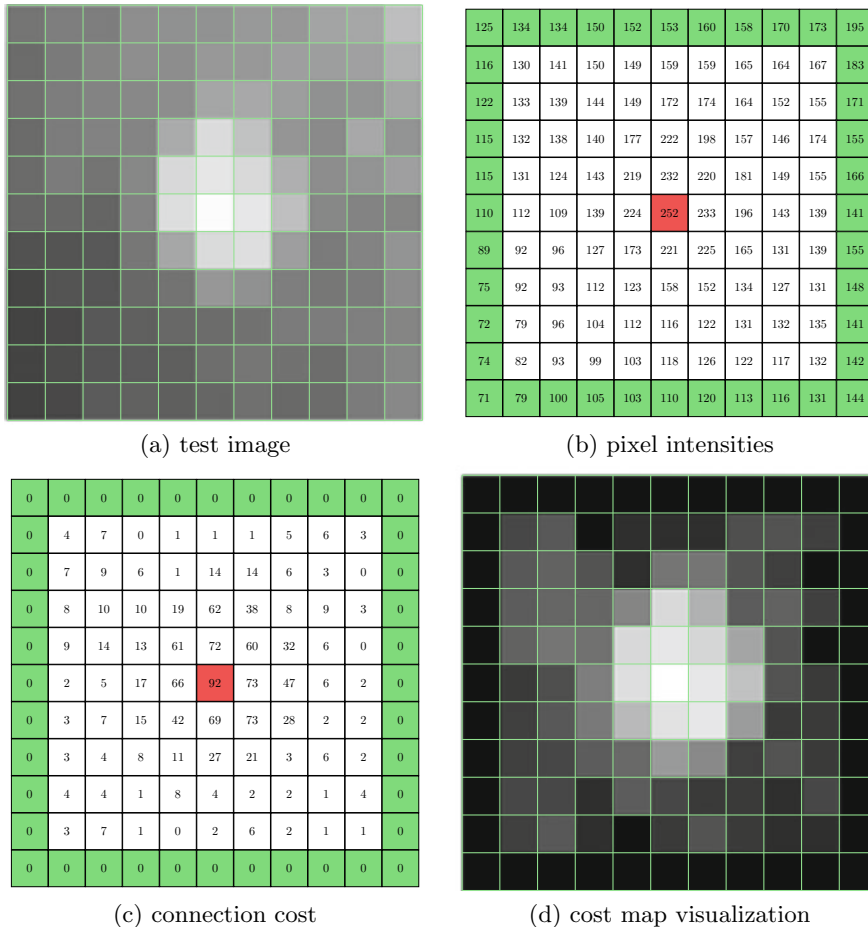 125 134 134 150 152 153 160 158 170 173 195
116 130 141 150 149 159 159 165 164 167 183
122 133 139 144 149 172 174 164 152 155 171
115 132 138 140 177 222 198 157 146 174 155
115 131 124 143 219 232 220 181 149 155 166
110 112 109 139 224 252 233 196 143 139 141
89 92 96 127 173 221 225 165 131 139 155
75 92 93 112 123 158 152 134 127 131 148
72 79 96 104 112 116 122 131 132 135 141
74 82 93 99 103 118 126 122 117 132 142
71 79 100 105 103 110 120 113 116 131 144
(a) test image
(b) pixel intensities
0 0 0 0 0 0 0 0 0 0 0
0 4 7 0 1 1 1 5 6 3 0
0 7 9 6 1 14 14 6 3 0 0
0 8 10 10 19 62 38 8 9 3 0
0 9 14 13 61 72 60 32 6 0 0
0 2 5 17 66 92 73 47 6 2 0
0 3 7 15 42 69 73 28 2 2 0
0 3 4 8 11 27 21 3 6 2 0
0 4 4 1 8 4 2 2 1 4 0
0 3 7 1 0 2 6 2 1 1 0
0 0 0 0 0 0 0 0 0 0 0
(c) connection cost
(d) cost map visualization